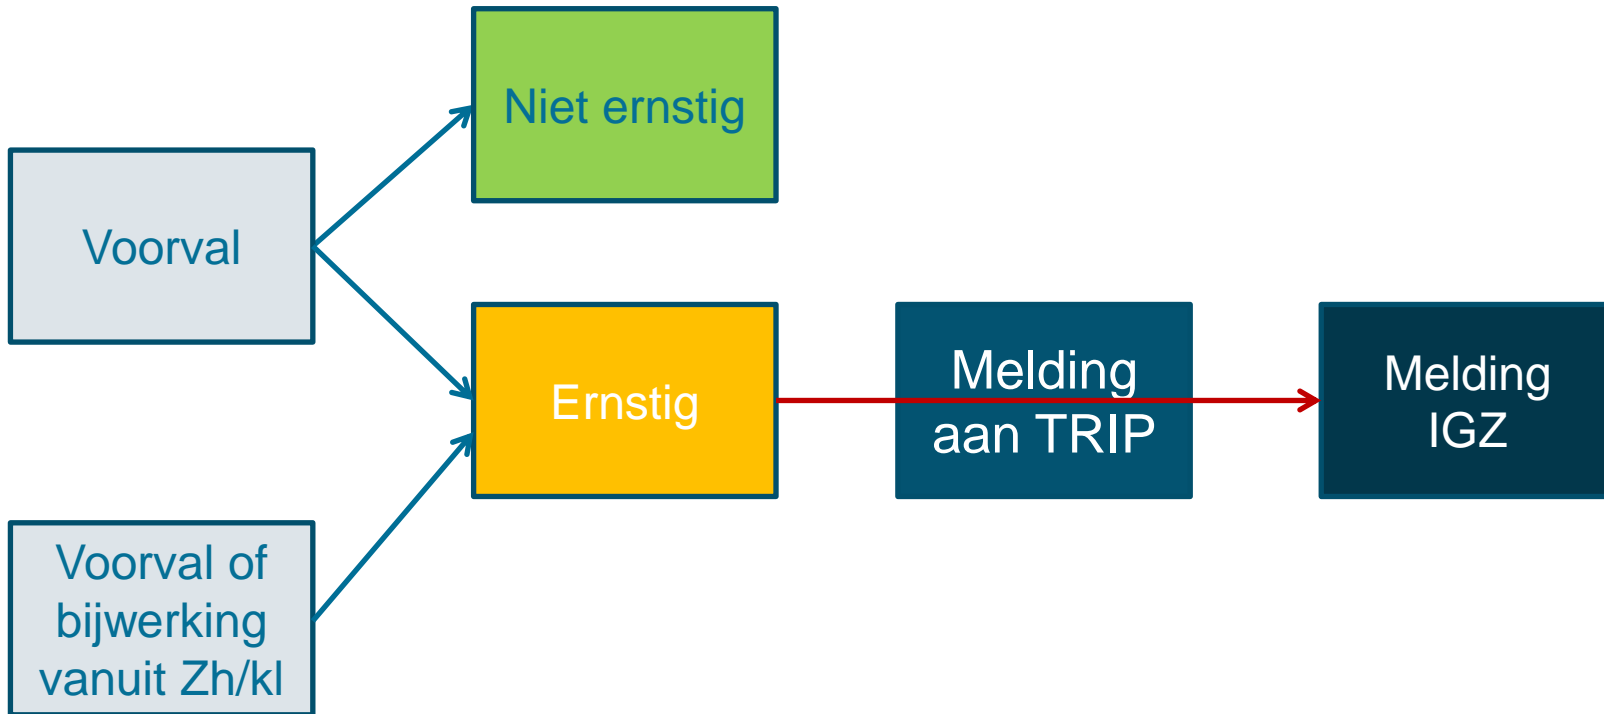 Niet ernstig
Voorval
Ernstig
Melding
aan TRIP
Melding
IGZ
Voorval of
bijwerking
vanuit Zh/kl